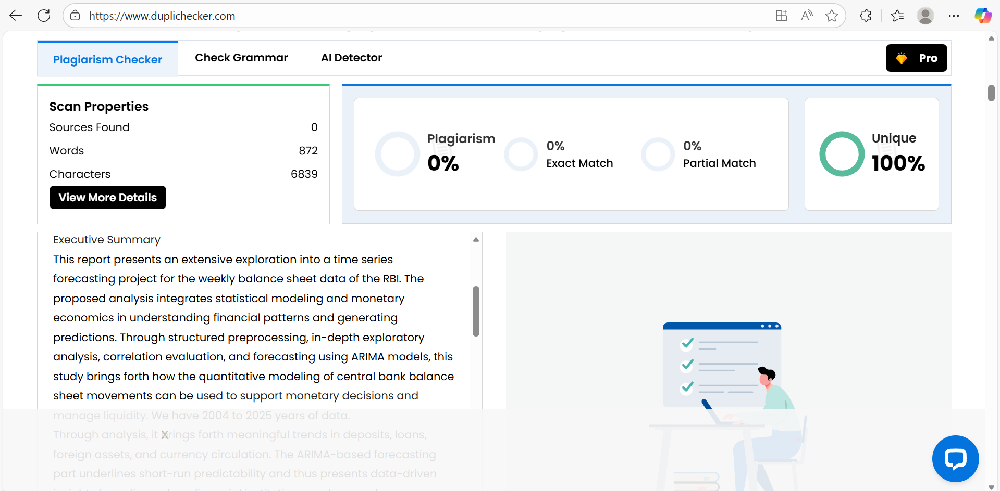 https://www.duplichecker.com
Plagiarism Checker
Check Grammar
AI Detector
Pro
Scan Properties
Sources Found 0
Words 872
Characters 6839
View More Details
Plagiarism
0%
0%
Exact Match
0%
Partial Match
Unique
100%
Executive Summary
This report presents an extensive exploration into a time series
forecasting project for the weekly balance sheet data of the RBI. The
proposed analysis integrates statistical modeling and monetary
economics in understanding financial patterns and generating
predictions. Through structured preprocessing, in-depth exploratory
analysis, correlation evaluation, and forecasting using ARIMA models, this
study brings forth how the quantitative modeling of central bank balance
sheet movements can be used to support monetary decisions and
manage liquidity. We have 2004 to 2025 years of data.
Through analysis, it Xrings forth meaningful trends in deposits, loans,
foreign assets, and currency circulation. The ARIMA-based forecasting
part underlines short-run predictability and thus presents data-driven